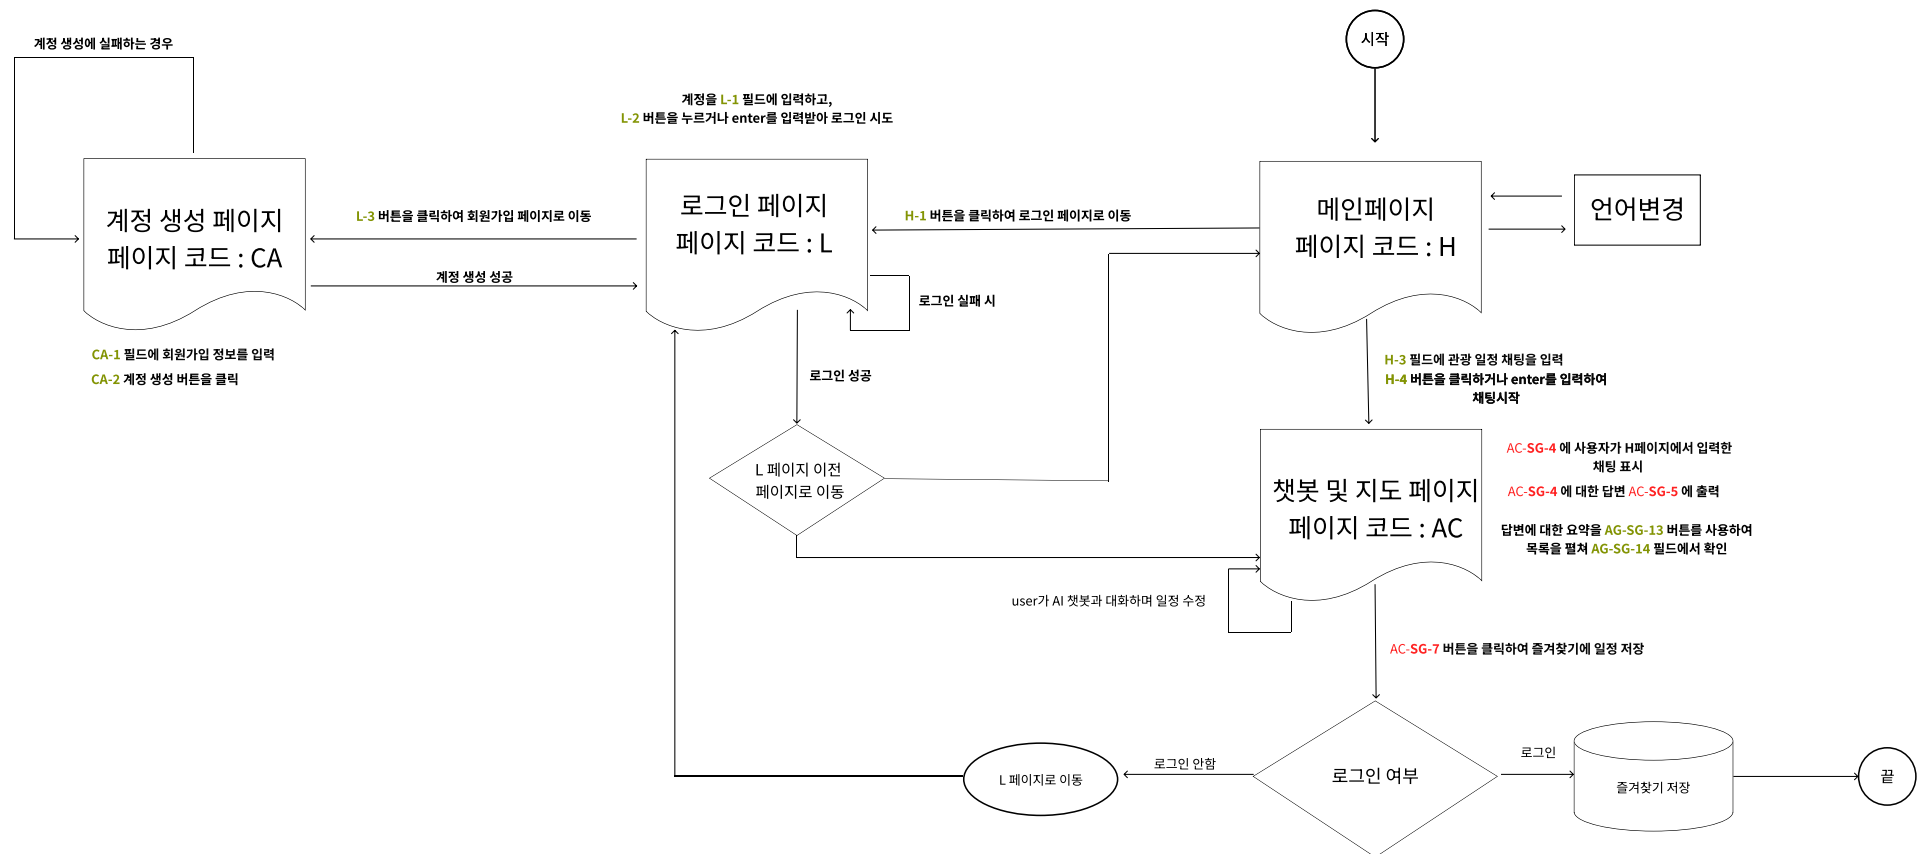 시작
계정 생성에 실패하는 경우
계정을 L-1 필드에 입력하고,
L-2 버튼을 누르거나 enter를 입력받아 로그인 시도
계정 생성 페이지
페이지 코드 : CA
L-3 버튼을 클릭하여 회원가입 페이지로 이동
계정 생성 성공
로그인 페이지
페이지 코드 : L
H-1 버튼을 클릭하여 로그인 페이지로 이동
메인페이지
페이지 코드 : H
언어변경
로그인 실패 시
CA-1 필드에 회원가입 정보를 입력
CA-2 계정 생성 버튼을 클릭
로그인 성공
H-3 필드에 관광 일정 채팅을 입력
H-4 버튼을 클릭하거나 enter를 입력하여
채팅시작
L 페이지 이전
페이지로 이동
챗봇 및 지도 페이지
페이지 코드 : AC
AC-SG-4 에 사용자가 H페이지에서 입력한
채팅 표시
AC-SG-4 에 대한 답변 AC-SG-5 에 출력
답변에 대한 요약을 AG-SG-13 버튼를 사용하여
목록을 펼쳐 AG-SG-14 필드에서 확인
user가 AI 챗봇과 대화하며 일정 수정
AC-SG-7 버튼을 클릭하여 즐겨찾기에 일정 저장
L 페이지로 이동
로그인 안함
로그인 여부
로그인
즐겨찾기 저장
끝